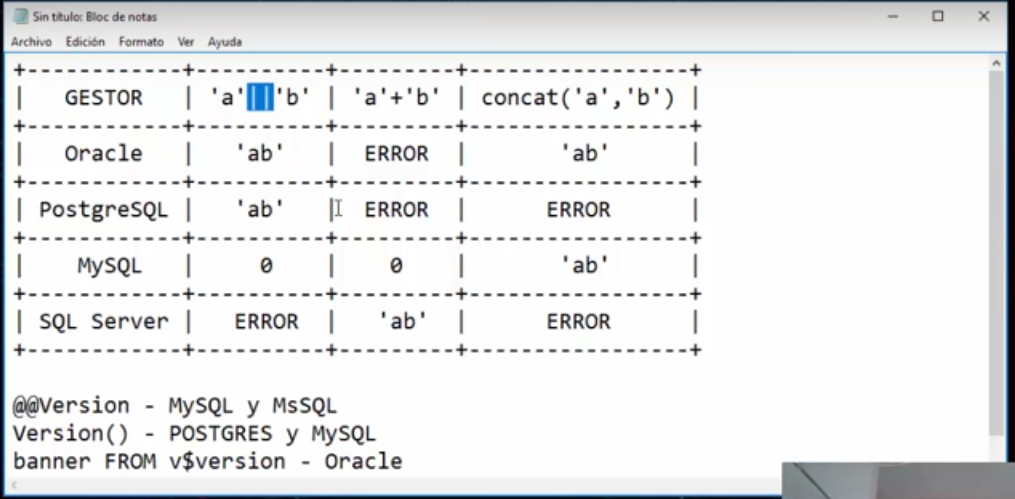 Sin título: Bloc de notas
Archivo Edición Formato Ver Ayuda
+------------+----------+---------+-----------------+
| GESTOR | 'a'||'b' | 'a'+'b' | concat('a','b') |
+------------+----------+---------+-----------------+
| Oracle | 'ab' | ERROR | 'ab' |
+------------+----------+---------+-----------------+
| PostgreSQL | 'ab' | ERROR | ERROR |
+------------+----------+---------+-----------------+
| MySQL | 0 | 0 | 'ab' |
+------------+----------+---------+-----------------+
| SQL Server | ERROR | 'ab' | ERROR |
+------------+----------+---------+-----------------+
@@Version - MySQL y MsSQL
Version() - POSTGRES y MySQL
banner FROM v$version - Oracle